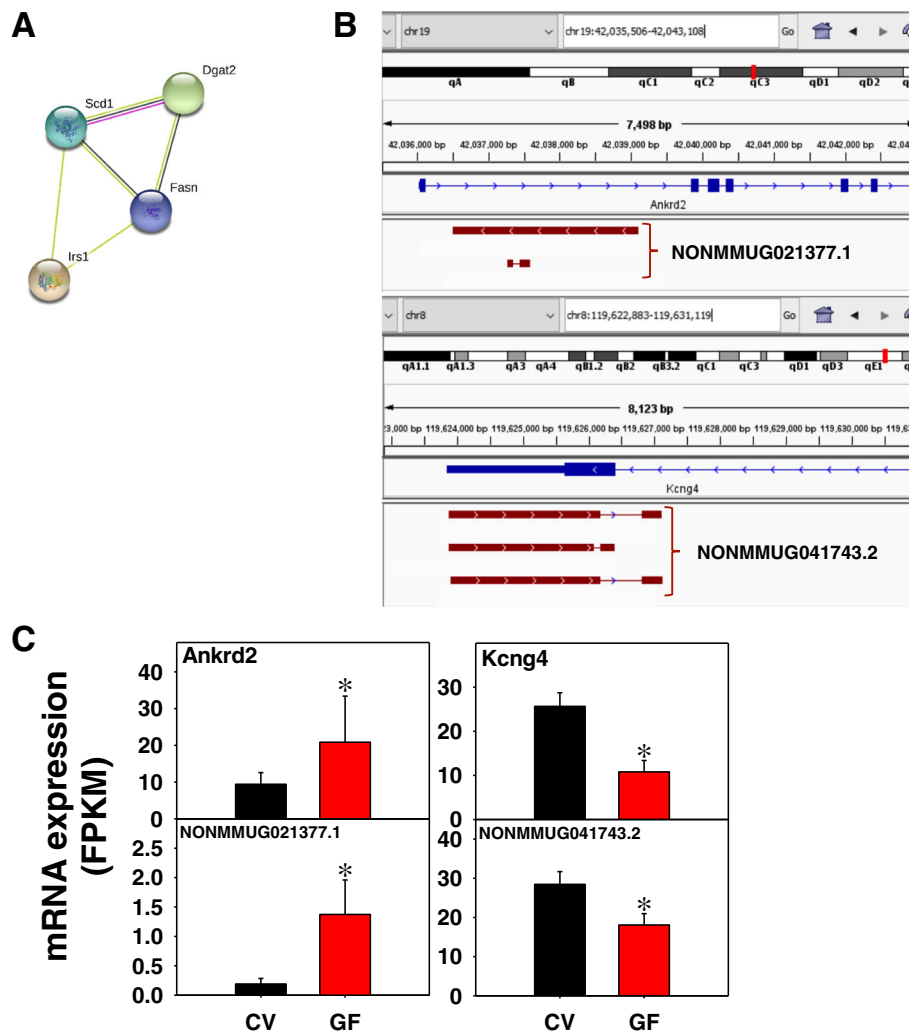 A
Dgat2
Scd1
Fasn
Irs1
B
chr19
chr19:42,035,506-42,043,108
Go
qA qB qC1 qC2 qC3 qD1 qD2
7,498 bp
42,036,000 bp 42,037,000 bp 42,038,000 bp 42,039,000 bp 42,040,000 bp 42,041,000 bp 42,042,000 bp
Ankrd2
NONMMUG021377.1
chr8
chr8:119,622,883-119,631,119
Go
qA1.1 qA1.3 qA3 qA4 qB1.2 qB2 qB3.2 qC1 qC3 qD1 qD3 qE1
8,123 bp
23,000 bp 119,624,000 bp 119,625,000 bp 119,626,000 bp 119,627,000 bp 119,628,000 bp 119,629,000 bp 119,630,000 bp
Kcng4
NONMMUG041743.2
C
mRNA expression
(FPKM)
Ankrd2
40
30
20
10
0
*
Kcng4
30
20
10
0
*
NONMMUG021377.1
2.5
2.0
1.5
1.0
0.5
0.0
*
NONMMUG041743.2
40
30
20
10
0
*
CV GF
CV GF